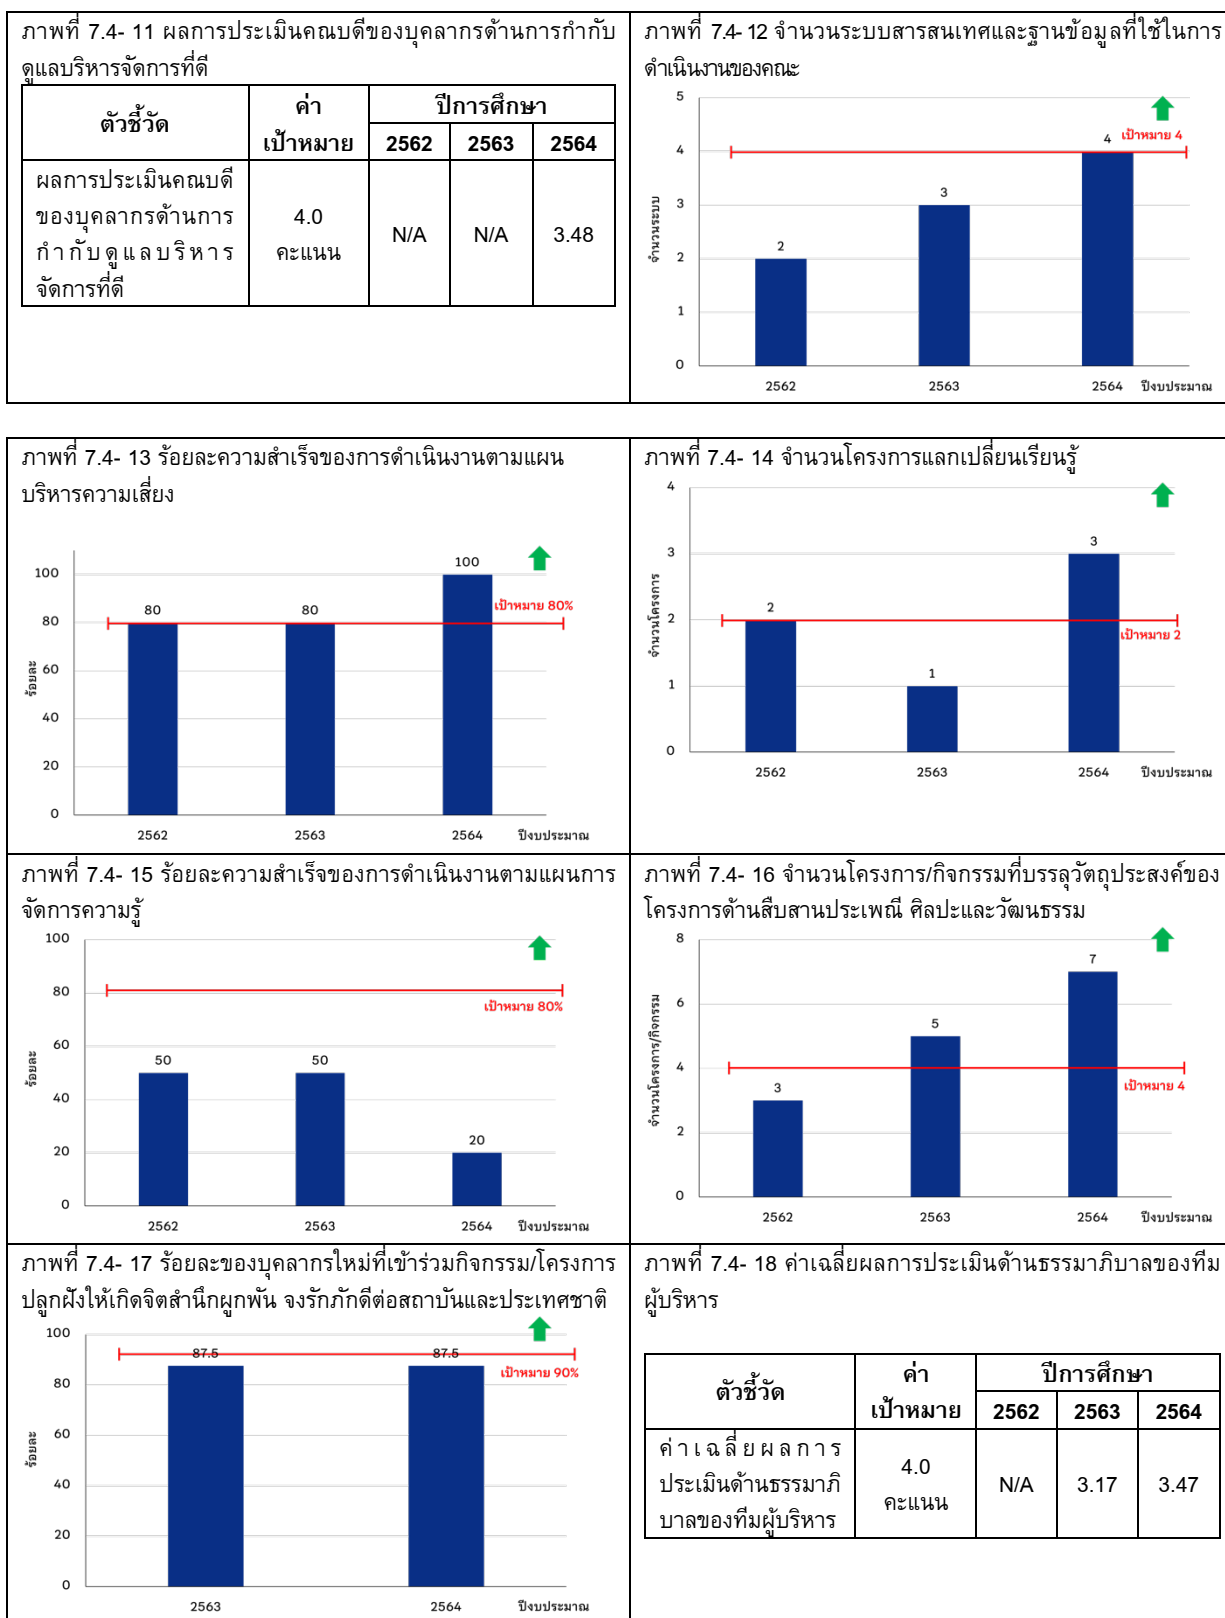 ภาพที่ 7.4- 11 ผลการประเมินคณบดีของบุคลากรด้านการกำกับ
ดูแลบริหารจัดการที่ดี
ตัวชี้วัด
ค่า
เป้าหมาย
ปีการศึกษา
2562 2563 2564
ผลการประเมินคณบดี
ของบุคลากรด้านการ
กำกับดูแลบริหาร
จัดการที่ดี
4.0
คะแนน
N/A N/A 3.48
ภาพที่ 7.4- 12 จำนวนระบบสารสนเทศและฐานข้อมูลที่ใช้ในการ
ดำเนินงานของคณะ
5
4
3
2
1
0
จำนวนระบบ
2
3
4
เป้าหมาย 4
2562 2563 2564 ปีงบประมาณ
ภาพที่ 7.4- 13 ร้อยละความสำเร็จของการดำเนินงานตามแผน
บริหารความเสี่ยง
100
80
60
40
20
0
ร้อยละ
80
80
100
เป้าหมาย 80%
2562 2563 2564 ปีงบประมาณ
ภาพที่ 7.4- 14 จำนวนโครงการแลกเปลี่ยนเรียนรู้
4
3
2
1
0
จำนวนโครงการ
2
1
3
เป้าหมาย 2
2562 2563 2564 ปีงบประมาณ
ภาพที่ 7.4- 15 ร้อยละความสำเร็จของการดำเนินงานตามแผนการ
จัดการความรู้
100
80
60
40
20
0
ร้อยละ
50
50
20
เป้าหมาย 80%
2562 2563 2564 ปีงบประมาณ
ภาพที่ 7.4- 16 จำนวนโครงการ/กิจกรรมที่บรรลุวัตถุประสงค์ของ
โครงการด้านสืบสานประเพณี ศิลปะและวัฒนธรรม
8
6
4
2
0
จำนวนโครงการ/กิจกรรม
3
5
7
เป้าหมาย 4
2562 2563 2564 ปีงบประมาณ
ภาพที่ 7.4- 17 ร้อยละของบุคลากรใหม่ที่เข้าร่วมกิจกรรม/โครงการ
ปลูกฝังให้เกิดจิตสำนึกผูกพัน จงรักภักดีต่อสถาบันและประเทศชาติ
100
80
60
40
20
0
ร้อยละ
87.5
87.5
เป้าหมาย 90%
2563 2564 ปีงบประมาณ
ภาพที่ 7.4- 18 ค่าเฉลี่ยผลการประเมินด้านธรรมาภิบาลของทีม
ผู้บริหาร
ตัวชี้วัด
ค่า
เป้าหมาย
ปีการศึกษา
2562 2563 2564
ค่าเฉลี่ยผลการ
ประเมินด้านธรรมาภิ
บาลของทีมผู้บริหาร
4.0
คะแนน
N/A 3.17 3.47